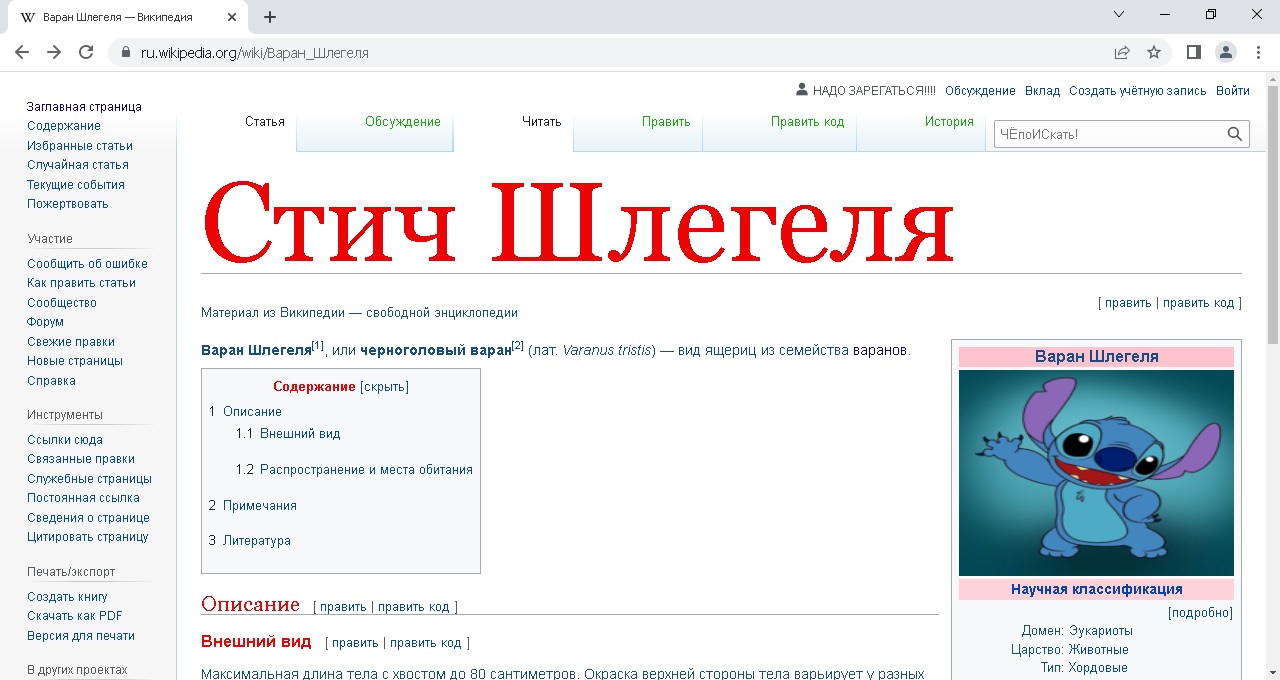 Варан Шлегеля — Википедия
ru.wikipedia.org/wiki/Варан_Шлегеля
НАДО ЗАРЕГАТЬСЯ!!!! Обсуждение Вклад Создать учётную запись Войти
Статья Обсуждение Читать Править Править код История
ЧЁпоИСкать!
Заглавная страница
Содержание
Избранные статьи
Случайная статья
Текущие события
Пожертвовать
Участие
Сообщить об ошибке
Как править статьи
Сообщество
Форум
Свежие правки
Новые страницы
Справка
Инструменты
Ссылки сюда
Связанные правки
Служебные страницы
Постоянная ссылка
Сведения о странице
Цитировать страницу
Печать/экспорт
Создать книгу
Скачать как PDF
Версия для печати
В других проектах
Стич Шлегеля
[ править | править код ]
Материал из Википедии — свободной энциклопедии
Варан Шлегеля[1], или черноголовый варан[2] (лат. Varanus tristis) — вид ящериц из семейства варанов.
Содержание [скрыть]
1 Описание
1.1 Внешний вид
1.2 Распространение и места обитания
2 Примечания
3 Литература
Описание [ править | править код ]
Внешний вид [ править | править код ]
Максимальная длина тела с хвостом до 80 сантиметров. Окраска верхней стороны тела варьирует у разных
Варан Шлегеля
Научная классификация
[подробно]
Домен: Эукариоты
Царство: Животные
Тип: Хордовые